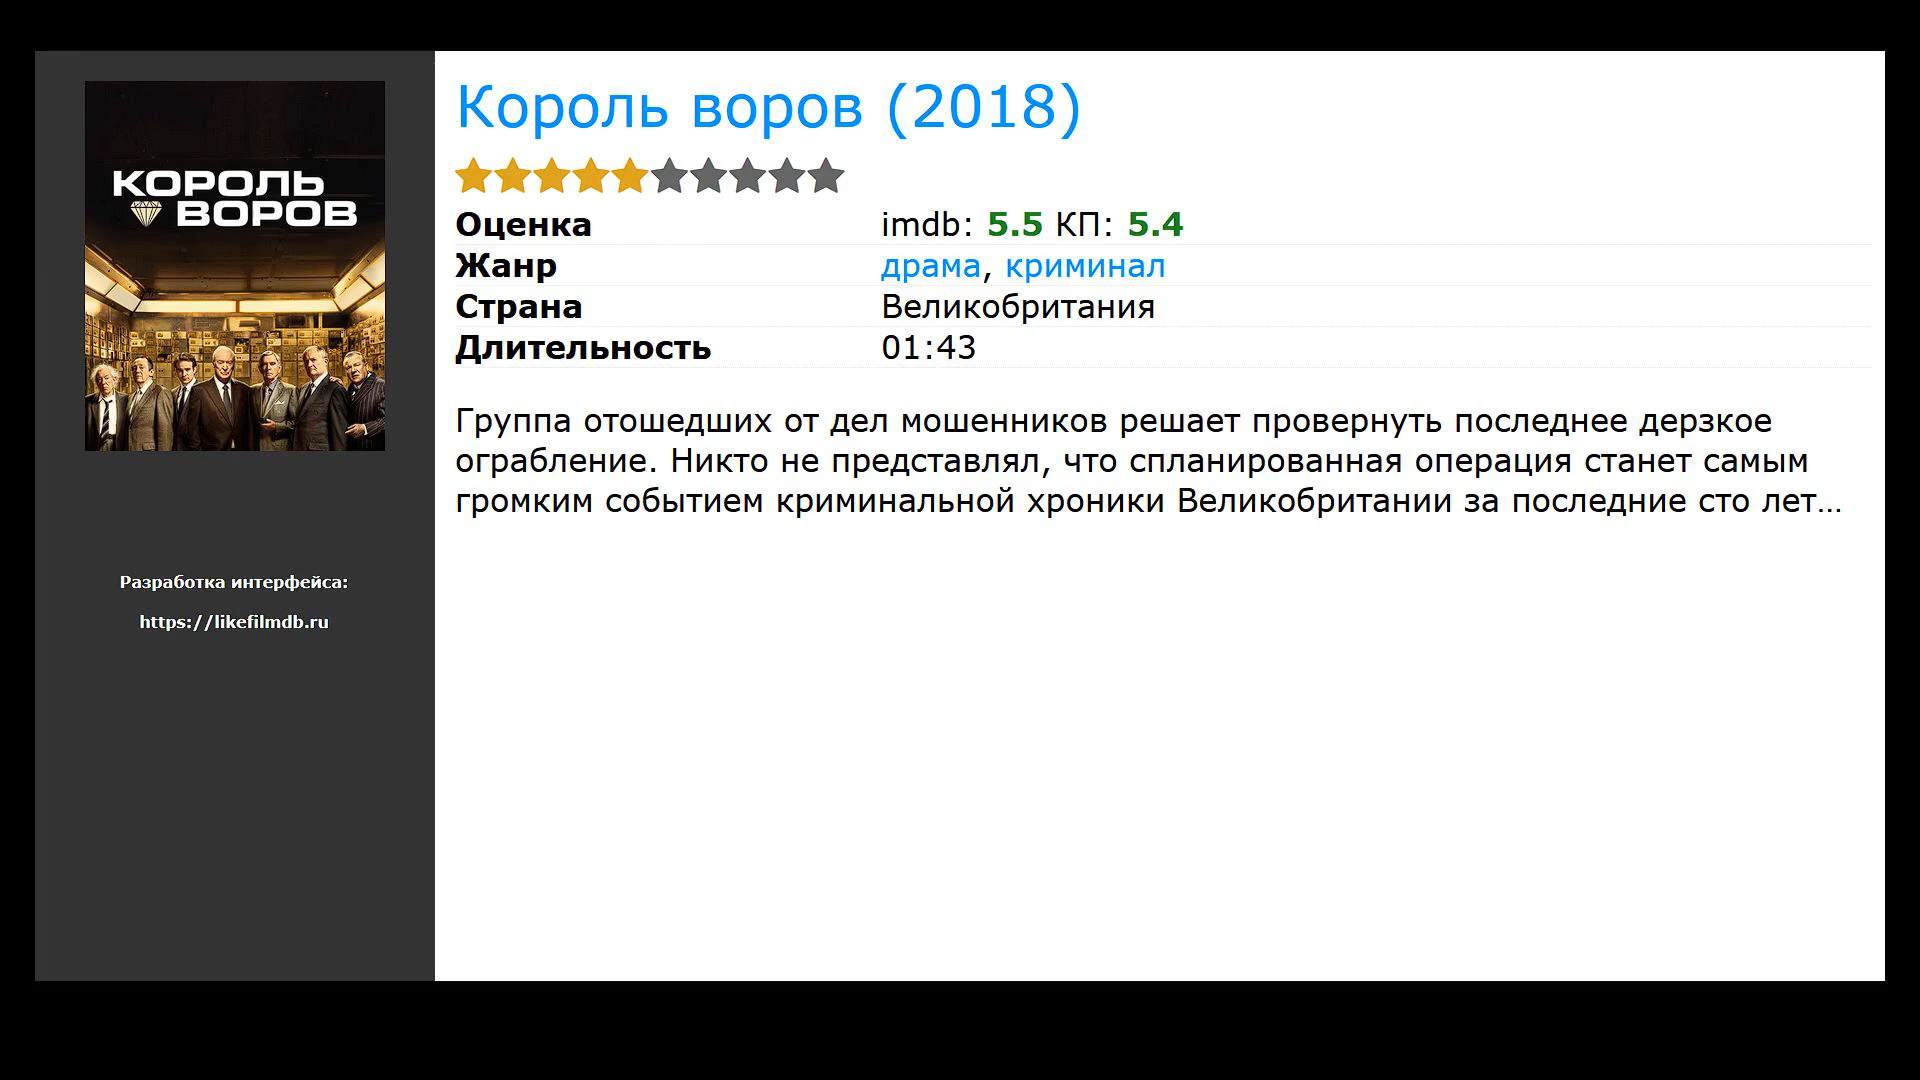 КОРОЛЬ
ВОРОВ
Разработка интерфейса:
https://likefilmdb.ru
Король воров (2018)
Оценка imdb: 5.5 КП: 5.4
Жанр драма, криминал
Страна Великобритания
Длительность 01:43
Группа отошедших от дел мошенников решает провернуть последнее дерзкое
ограбление. Никто не представлял, что спланированная операция станет самым
громким событием криминальной хроники Великобритании за последние сто лет...